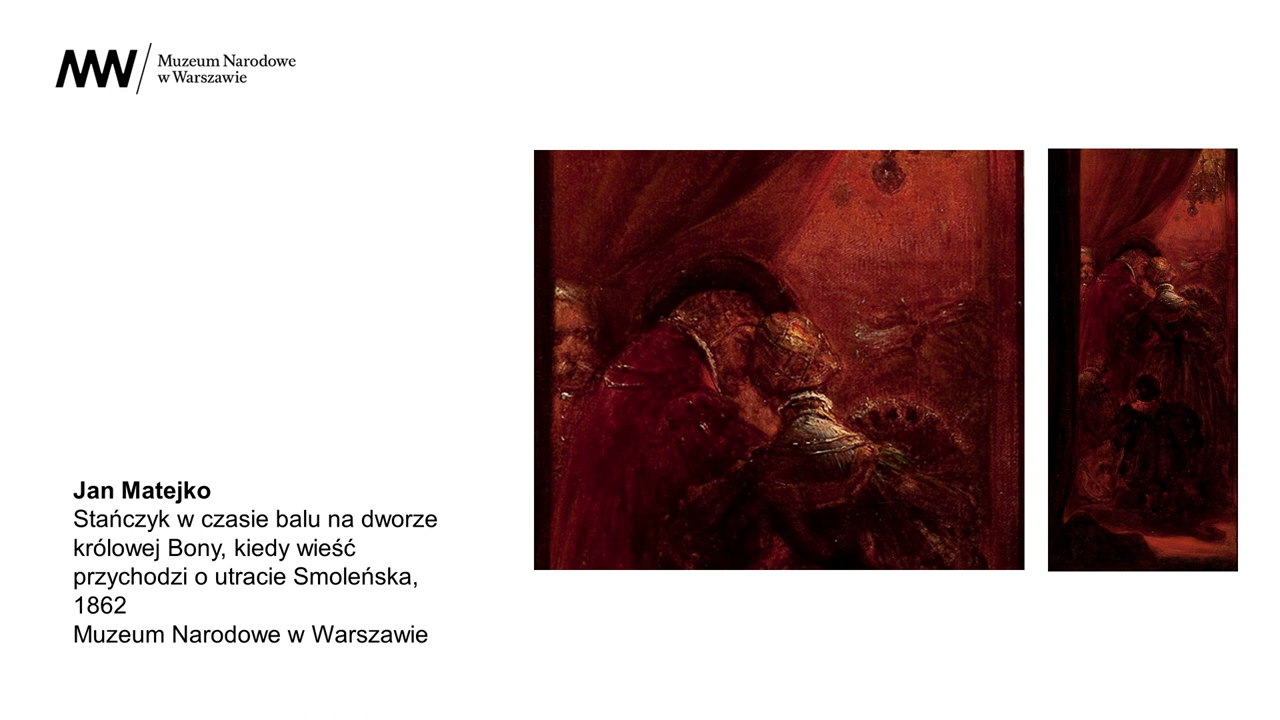 MW
Muzeum Narodowe
w Warszawie
Jan Matejko
Stańczyk w czasie balu na dworze
królowej Bony, kiedy wieść
przychodzi o utracie Smoleńska,
1862
Muzeum Narodowe w Warszawie